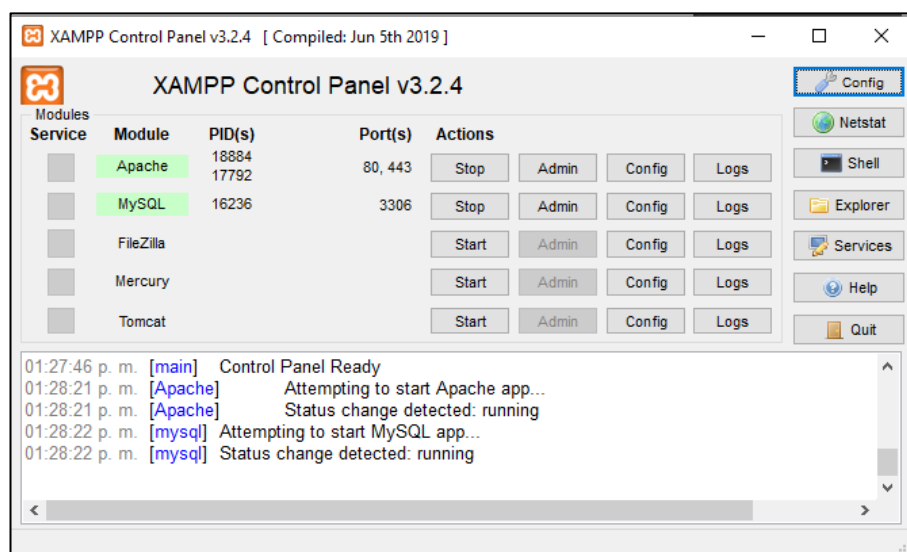 XAMPP Control Panel v3.2.4 [ Compiled: Jun 5th 2019 ]
XAMPP Control Panel v3.2.4
Config
Modules
Service Module PID(s) Port(s) Actions
Netstat
Apache 18884 17792 80, 443 Stop Admin Config Logs
Shell
MySQL 16236 3306 Stop Admin Config Logs
Explorer
FileZilla Start Admin Config Logs
Services
Mercury Start Admin Config Logs
Help
Tomcat Start Admin Config Logs
Quit
01:27:46 p. m. [main] Control Panel Ready
01:28:21 p. m. [Apache] Attempting to start Apache app...
01:28:21 p. m. [Apache] Status change detected: running
01:28:22 p. m. [mysql] Attempting to start MySQL app...
01:28:22 p. m. [mysql] Status change detected: running